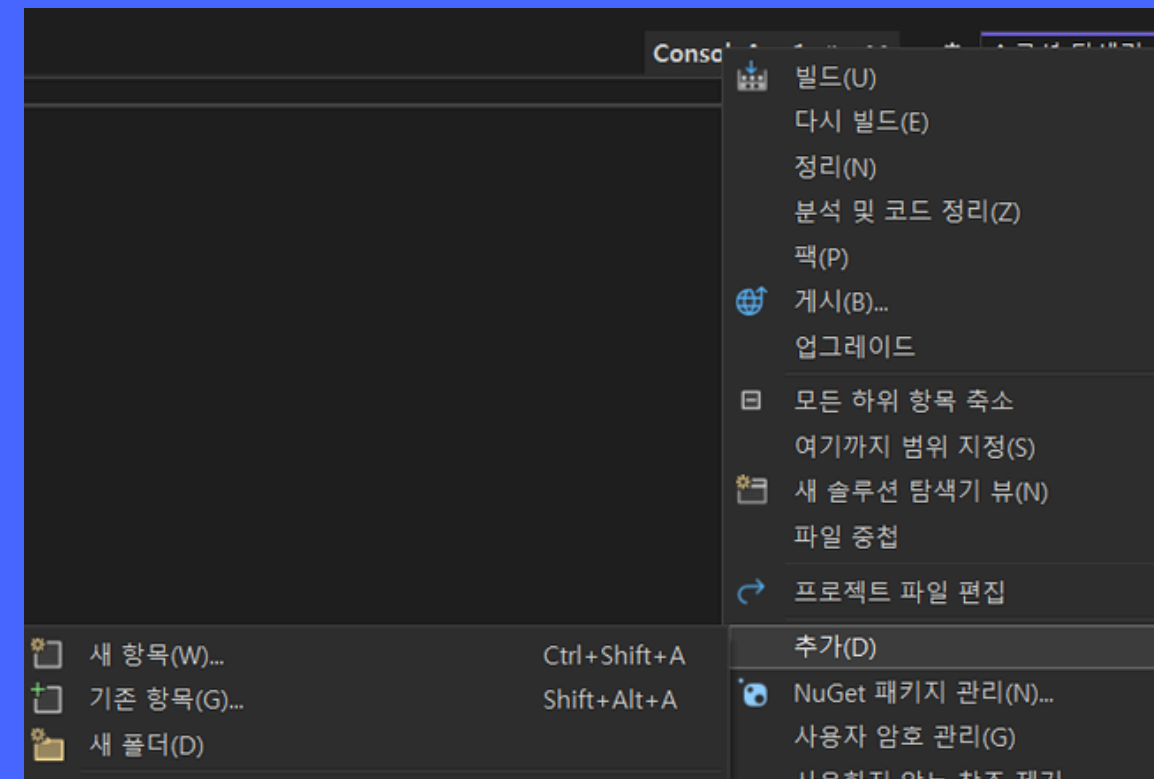 Conso
빌드(U)
다시 빌드(E)
정리(N)
분석 및 코드 정리(Z)
팩(P)
게시(B)...
업그레이드
모든 하위 항목 축소
여기까지 범위 지정(S)
새 솔루션 탐색기 뷰(N)
파일 중첩
프로젝트 파일 편집
추가(D)
NuGet 패키지 관리(N)...
사용자 암호 관리(G)
새 항목(W)... Ctrl+Shift+A
기존 항목(G)... Shift+Alt+A
새 폴더(D)